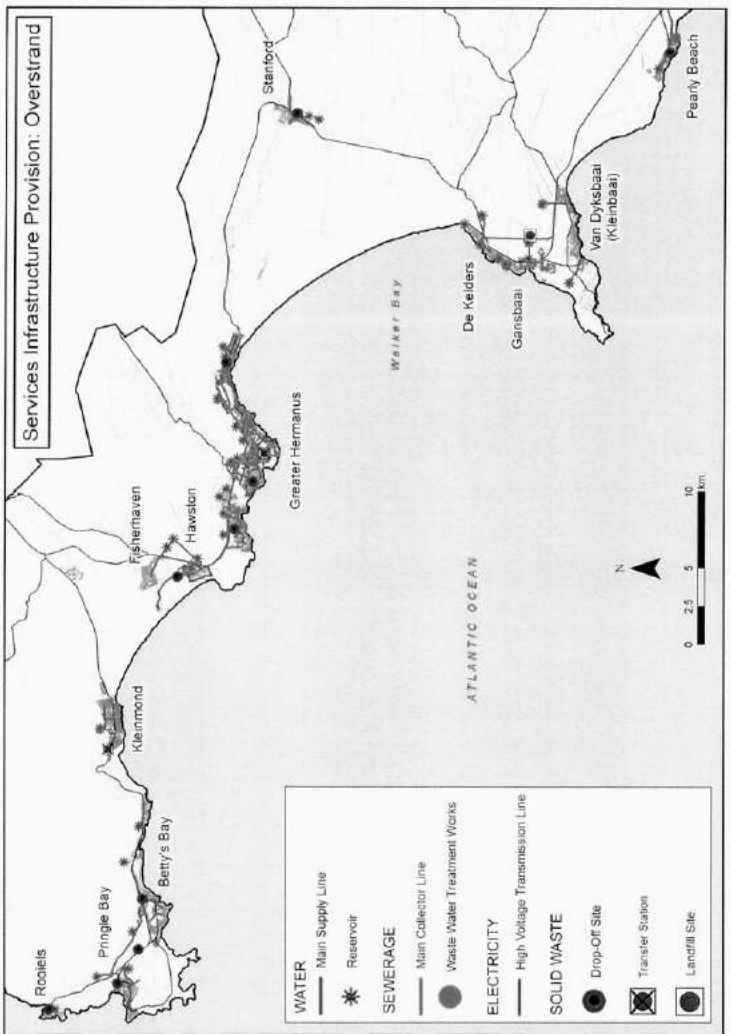 Services Infrastructure Provision: Overstrand
Rooiels
Pringle Bay
Betty's Bay
Kleinmond
Fisherhaven
Hawston
Greater Hermanus
Stanford
De Kelders
Gansbaai
Van Dyksbaai
(Kleinbaai)
Pearly Beach
Walker Bay
ATLANTIC OCEAN
N
0 2,5 5 10
km
WATER
Main Supply Line
Reservoir
SEWERAGE
Main Collector Line
Waste Water Treatment Works
ELECTRICITY
High Voltage Transmission Line
SOLID WASTE
Drop-Off Site
Transfer Station
Landfill Site